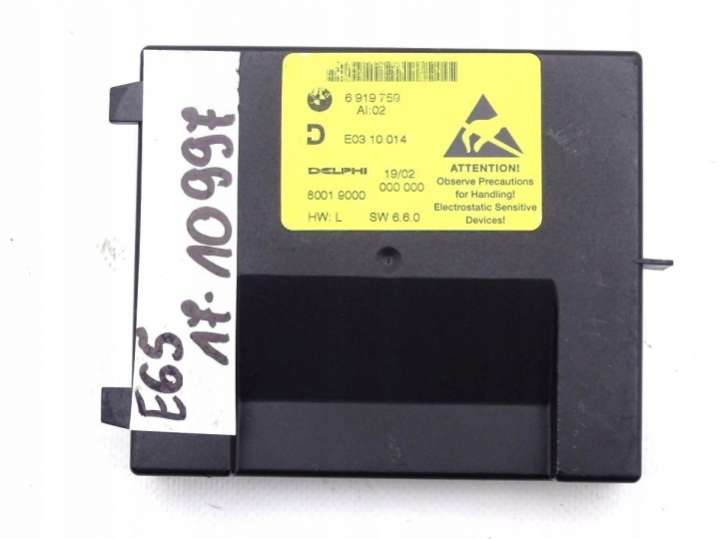 E65
17-10997
6 919 759
AI:02
D E03 10 014
DELPHI 19/02
000 000
8001 9000
HW: L SW 6.6.0
ATTENTION!
Observe Precautions
for Handling!
Electrostatic Sensitive
Devices!